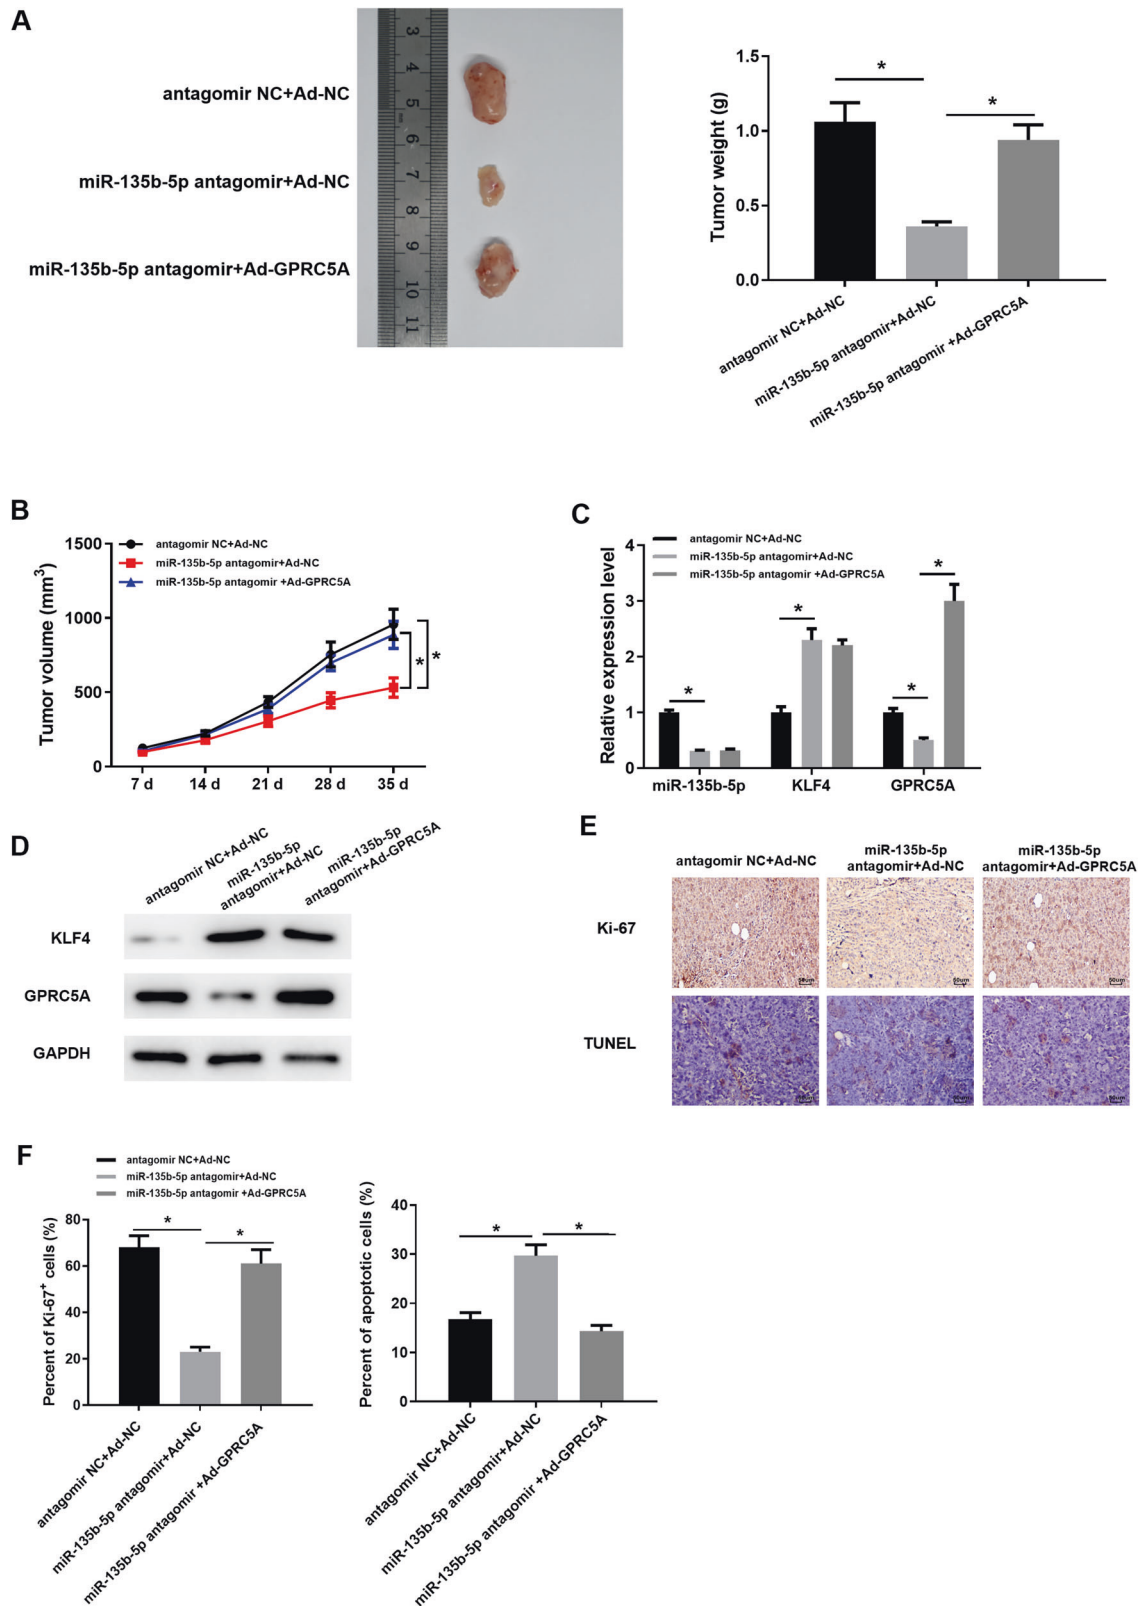 A
3
4
5
6
7
8
9
10
11
antagomir NC+Ad-NC
miR-135b-5p antagomir+Ad-NC
miR-135b-5p antagomir+Ad-GPRC5A
Tumor weight (g)
1.5
1.0
0.5
0.0
*
*
antagomir NC+Ad-NC
miR-135b-5p antagomir+Ad-NC
miR-135b-5p antagomir +Ad-GPRC5A
B
antagomir NC+Ad-NC
miR-135b-5p antagomir+Ad-NC
miR-135b-5p antagomir +Ad-GPRC5A
Tumor volume (mm³)
1500
1000
500
0
*
*
7 d 14 d 21 d 28 d 35 d
C
antagomir NC+Ad-NC
miR-135b-5p antagomir+Ad-NC
miR-135b-5p antagomir +Ad-GPRC5A
Relative expression level
4
3
2
1
0
*
*
*
*
miR-135b-5p KLF4 GPRC5A
D
antagomir NC+Ad-NC
miR-135b-5p
antagomir+Ad-NC
miR-135b-5p
antagomir+Ad-GPRC5A
KLF4
GPRC5A
GAPDH
E
antagomir NC+Ad-NC
miR-135b-5p
antagomir+Ad-NC
miR-135b-5p
antagomir+Ad-GPRC5A
Ki-67
50um 50um 50um
TUNEL
50um 50um 50um
F
antagomir NC+Ad-NC
miR-135b-5p antagomir+Ad-NC
miR-135b-5p antagomir +Ad-GPRC5A
Percent of Ki-67⁺ cells (%)
80
60
40
20
0
*
*
antagomir NC+Ad-NC
miR-135b-5p antagomir+Ad-NC
miR-135b-5p antagomir +Ad-GPRC5A
Percent of apoptotic cells (%)
40
30
20
10
0
*
*
antagomir NC+Ad-NC
miR-135b-5p antagomir+Ad-NC
miR-135b-5p antagomir +Ad-GPRC5A